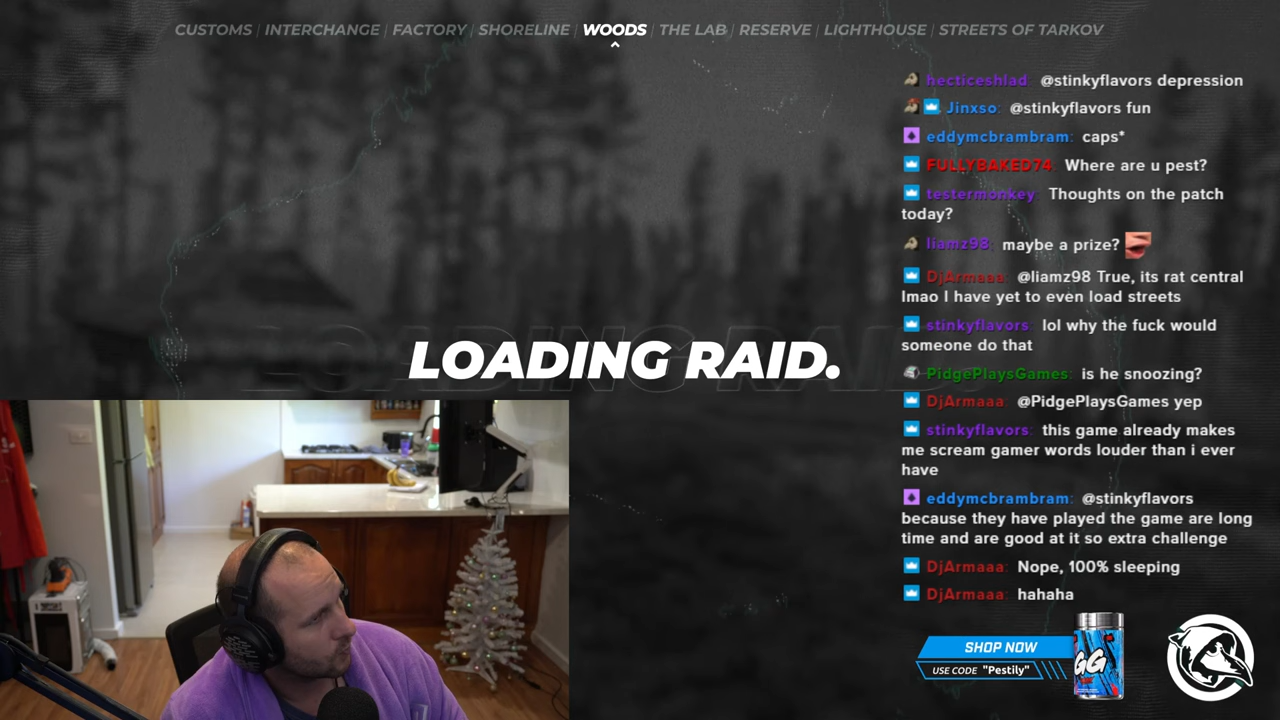 CUSTOMS | INTERCHANGE | FACTORY | SHORELINE | WOODS | THE LAB | RESERVE | LIGHTHOUSE | STREETS OF TARKOV
hecticeshlad: @stinkyflavors depression
Jinxso: @stinkyflavors fun
eddymcbrambram: caps*
FULLYBAKED74: Where are u pest?
testermonkey: Thoughts on the patch
today?
liamz98: maybe a prize?
DjArmaaa: @liamz98 True, its rat central
lmao I have yet to even load streets
stinkyflavors: lol why the fuck would
someone do that
PidgePlaysGames: is he snoozing?
DjArmaaa: @PidgePlaysGames yep
stinkyflavors: this game already makes
me scream gamer words louder than i ever
have
eddymcbrambram: @stinkyflavors
because they have played the game are long
time and are good at it so extra challenge
DjArmaaa: Nope, 100% sleeping
DjArmaaa: hahaha
LOADING RAID
LOADING RAID.
SHOP NOW
USE CODE "Pestily"
GG